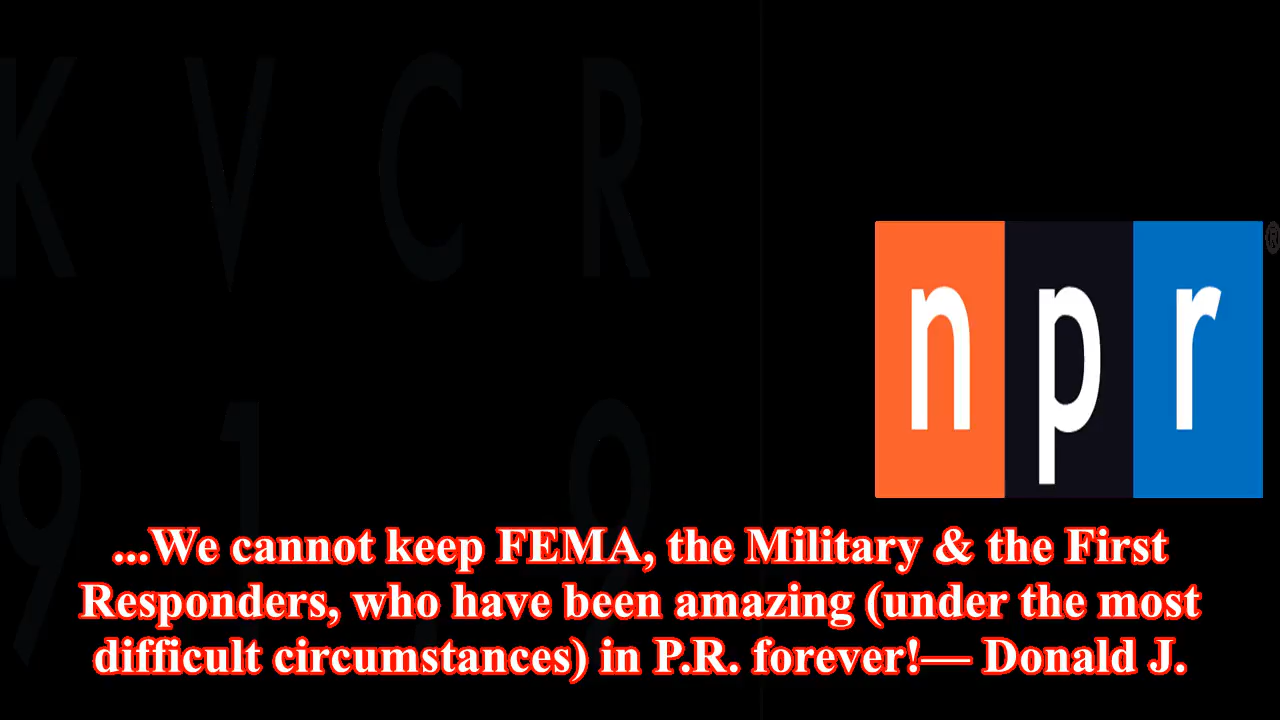 K V C R
npr®
9 1 . 9
...We cannot keep FEMA, the Military & the First
Responders, who have been amazing (under the most
difficult circumstances) in P.R. forever!— Donald J.